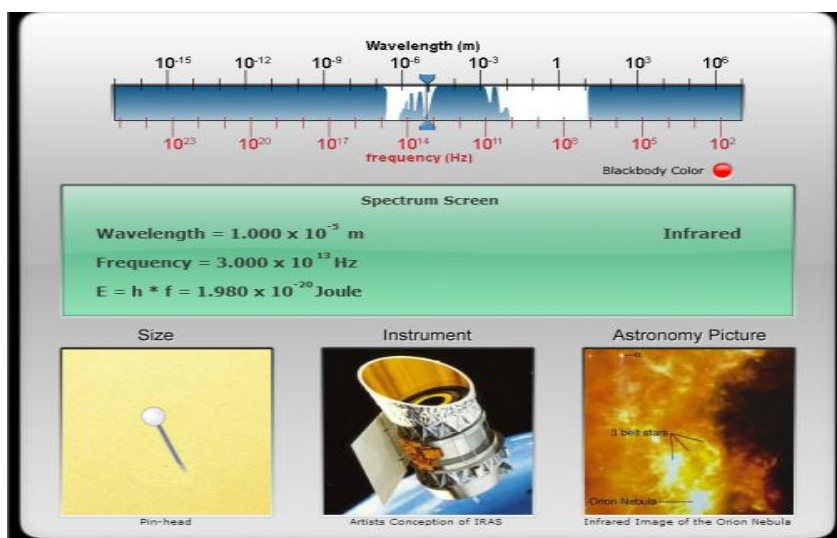 Wavelength (m)
10-15 10-12 10-9 10-6 10-3 1 10³ 10⁶
10²³ 10²⁰ 10¹⁷ 10¹⁴ 10¹¹ 10⁸ 10⁵ 10²
frequency (Hz)
Blackbody Color
Spectrum Screen
Wavelength = 1.000 x 10⁻⁵ m Infrared
Frequency = 3.000 x 10¹³ Hz
E = h * f = 1.980 x 10⁻²⁰ Joule
Size Instrument Astronomy Picture
3 belt stars
Orion Nebula
Pin-head Artists Conception of IRAS Infrared Image of the Orion Nebula